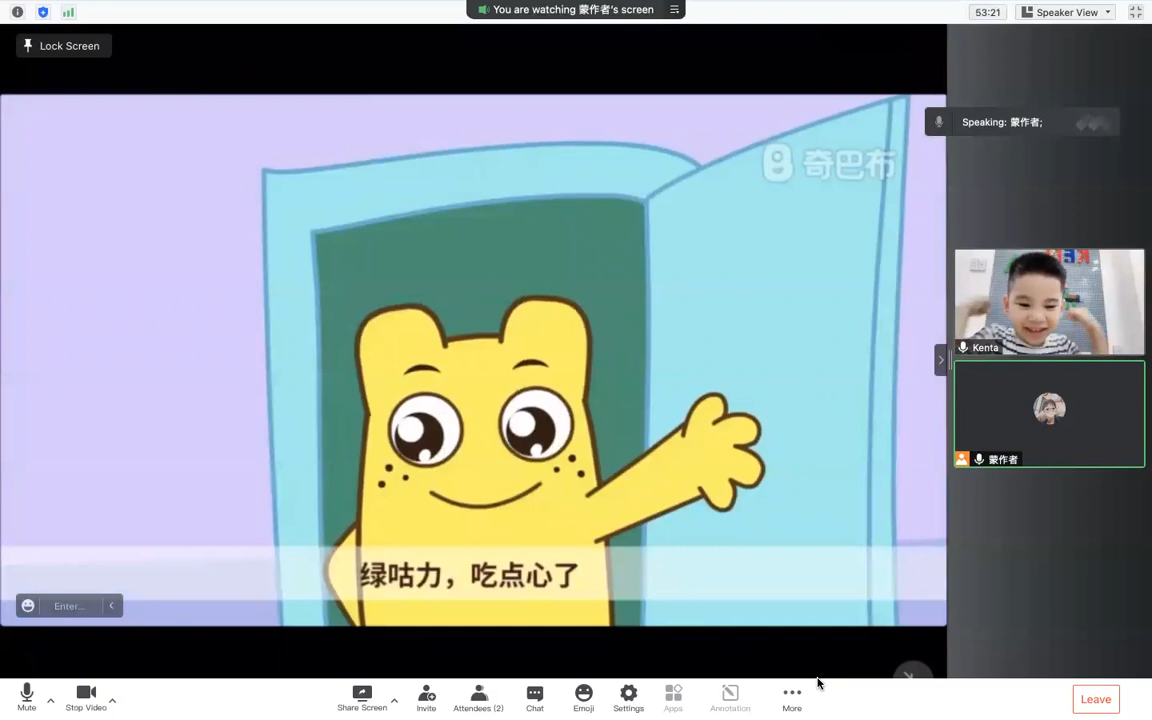 You are watching 蒙作者's screen
53:21
Speaker View
Lock Screen
Speaking: 蒙作者;
奇巴布
Kenta
蒙作者
绿咕力，吃点心了
Enter...
Mute
Stop Video
Share Screen
Invite
Attendees (2)
Chat
Emoji
Settings
Apps
Annotation
More
Leave